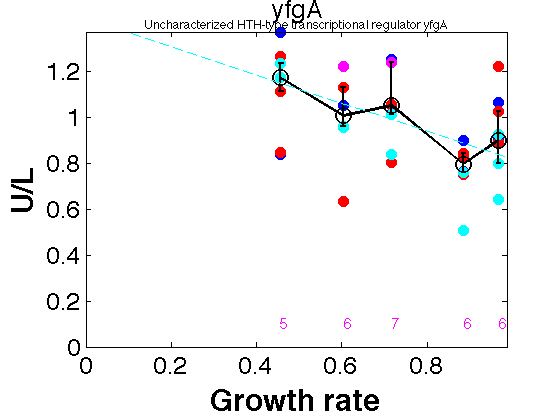 yfgA
Uncharacterized HTH-type transcriptional regulator yfgA
U/L
1.2
1
0.8
0.6
0.4
0.2
0
5 6 7 6 6
0 0.2 0.4 0.6 0.8
Growth rate